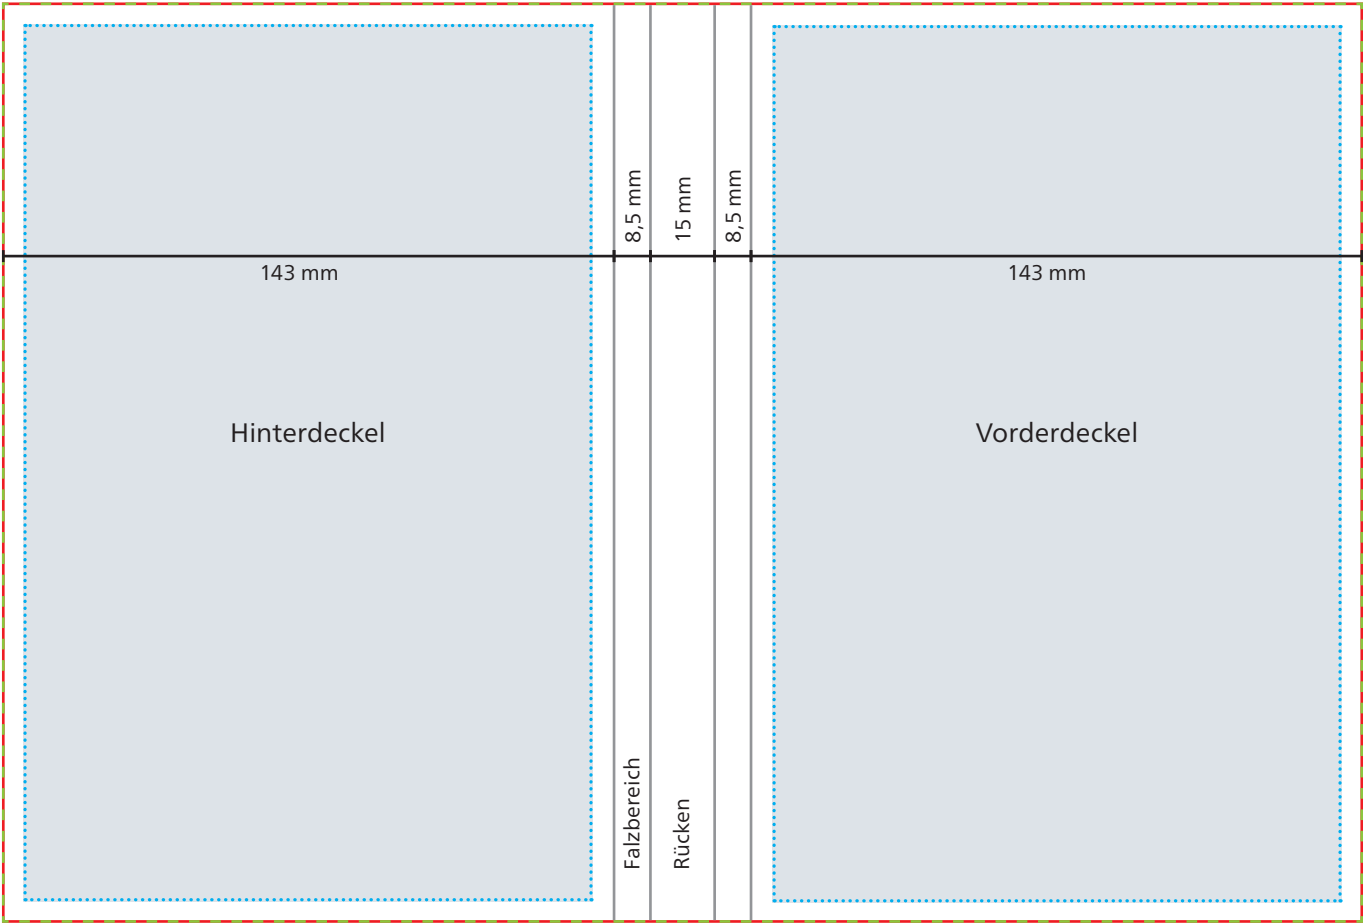 8,5 mm
15 mm
8,5 mm
143 mm
143 mm
Hinterdeckel
Vorderdeckel
Falzbereich
Rücken